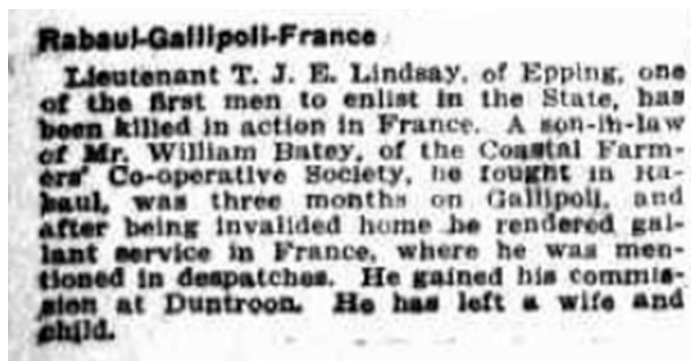 Rabaul-Gallipoli-France
Lieutenant T. J. E. Lindsay, of Epping, one
of the first men to enlist in the State, has
been killed in action in France. A son-in-law
of Mr. William Batey, of the Coastal Farm-
ers' Co-operative Society, he fought in Ra-
baul, was three months on Gallipoli, and
after being invalided home he rendered gal-
lant service in France, where he was men-
tioned in despatches. He gained his commis-
sion at Duntroon. He has left a wife and
child.